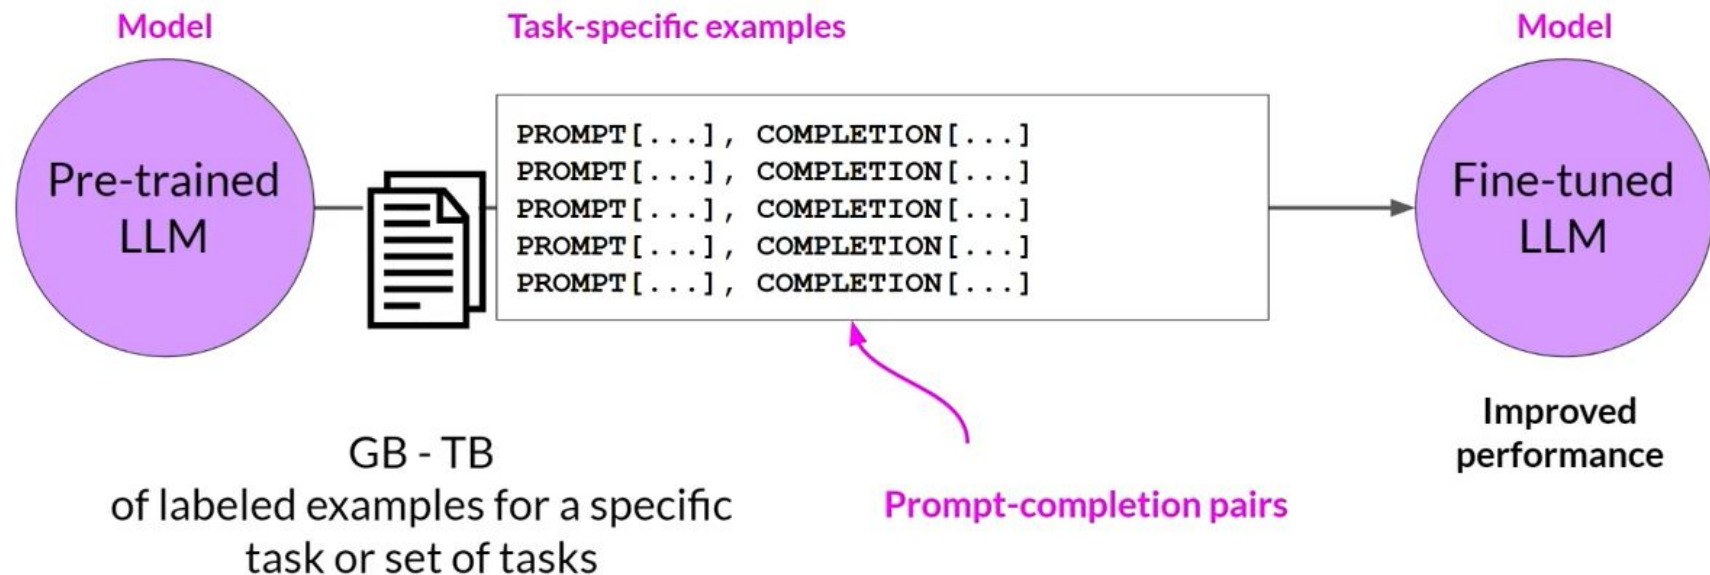 Model
Task-specific examples
Model
Pre-trained
LLM
PROMPT[...], COMPLETION[...]
PROMPT[...], COMPLETION[...]
PROMPT[...], COMPLETION[...]
PROMPT[...], COMPLETION[...]
PROMPT[...], COMPLETION[...]
Fine-tuned
LLM
Improved
performance
GB - TB
of labeled examples for a specific
task or set of tasks
Prompt-completion pairs